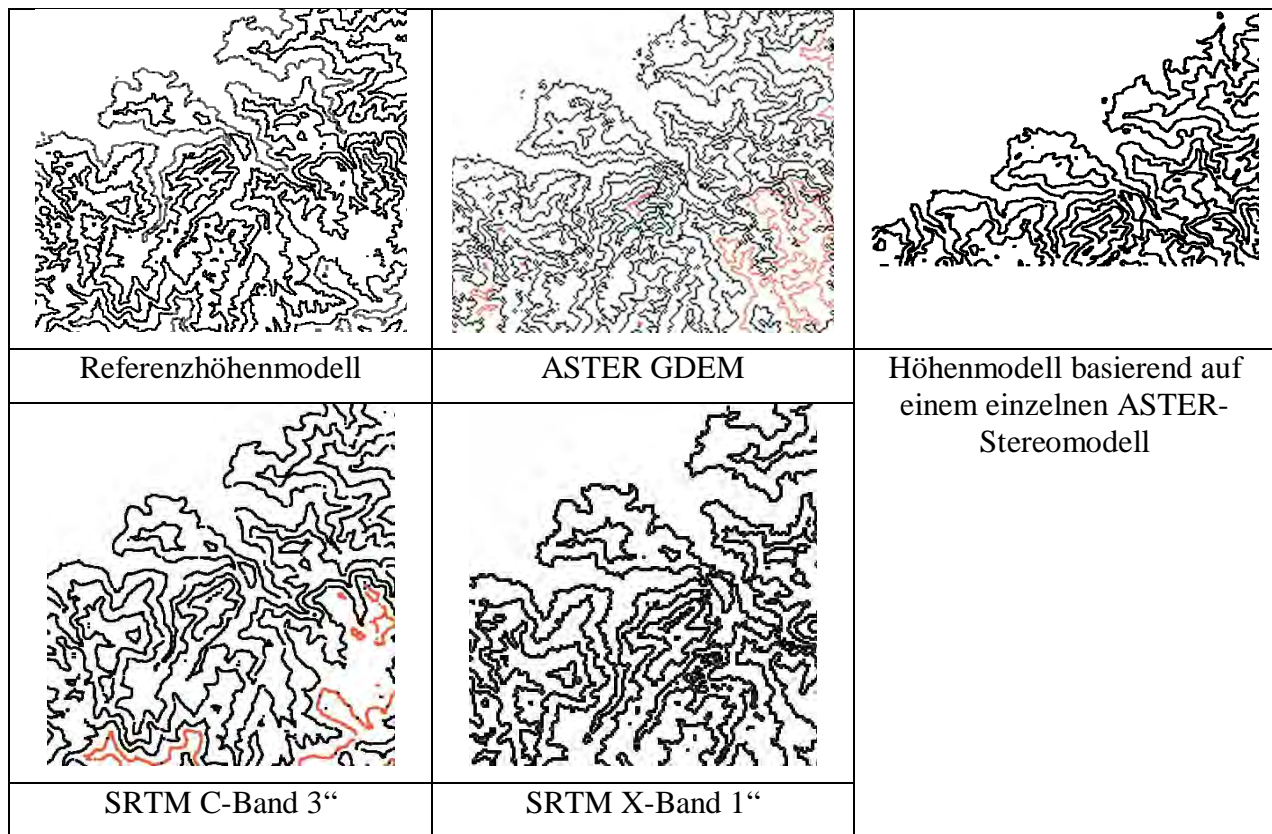 Referenzhöhenmodell
ASTER GDEM
Höhenmodell basierend auf
einem einzelnen ASTER-
Stereomodell
SRTM C-Band 3“
SRTM X-Band 1“